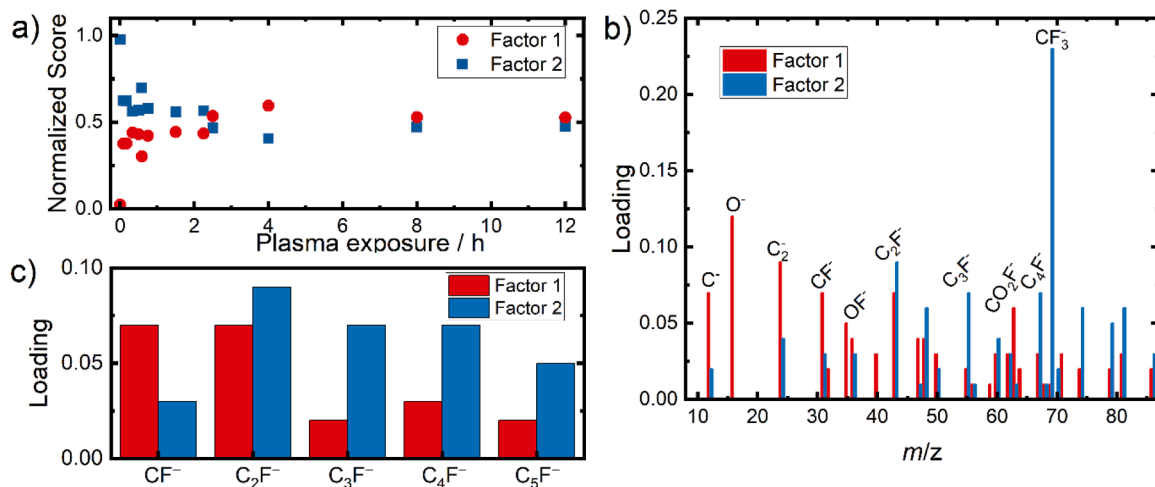 a)
1.0
0.5
0.0
Normalized Score
Factor 1
Factor 2
0 2 4 6 8 10 12
Plasma exposure / h
b)
0.25
0.20
0.15
0.10
0.05
0.00
Loading
Factor 1
Factor 2
C⁻
O⁻
C₂⁻
CF⁻
OF⁻
C₂F⁻
C₃F⁻
CO₂F⁻
C₄F⁻
CF₃⁻
10 20 30 40 50 60 70 80
m/z
c)
0.10
0.05
0.00
Loading
Factor 1
Factor 2
CF⁻ C₂F⁻ C₃F⁻ C₄F⁻ C₅F⁻